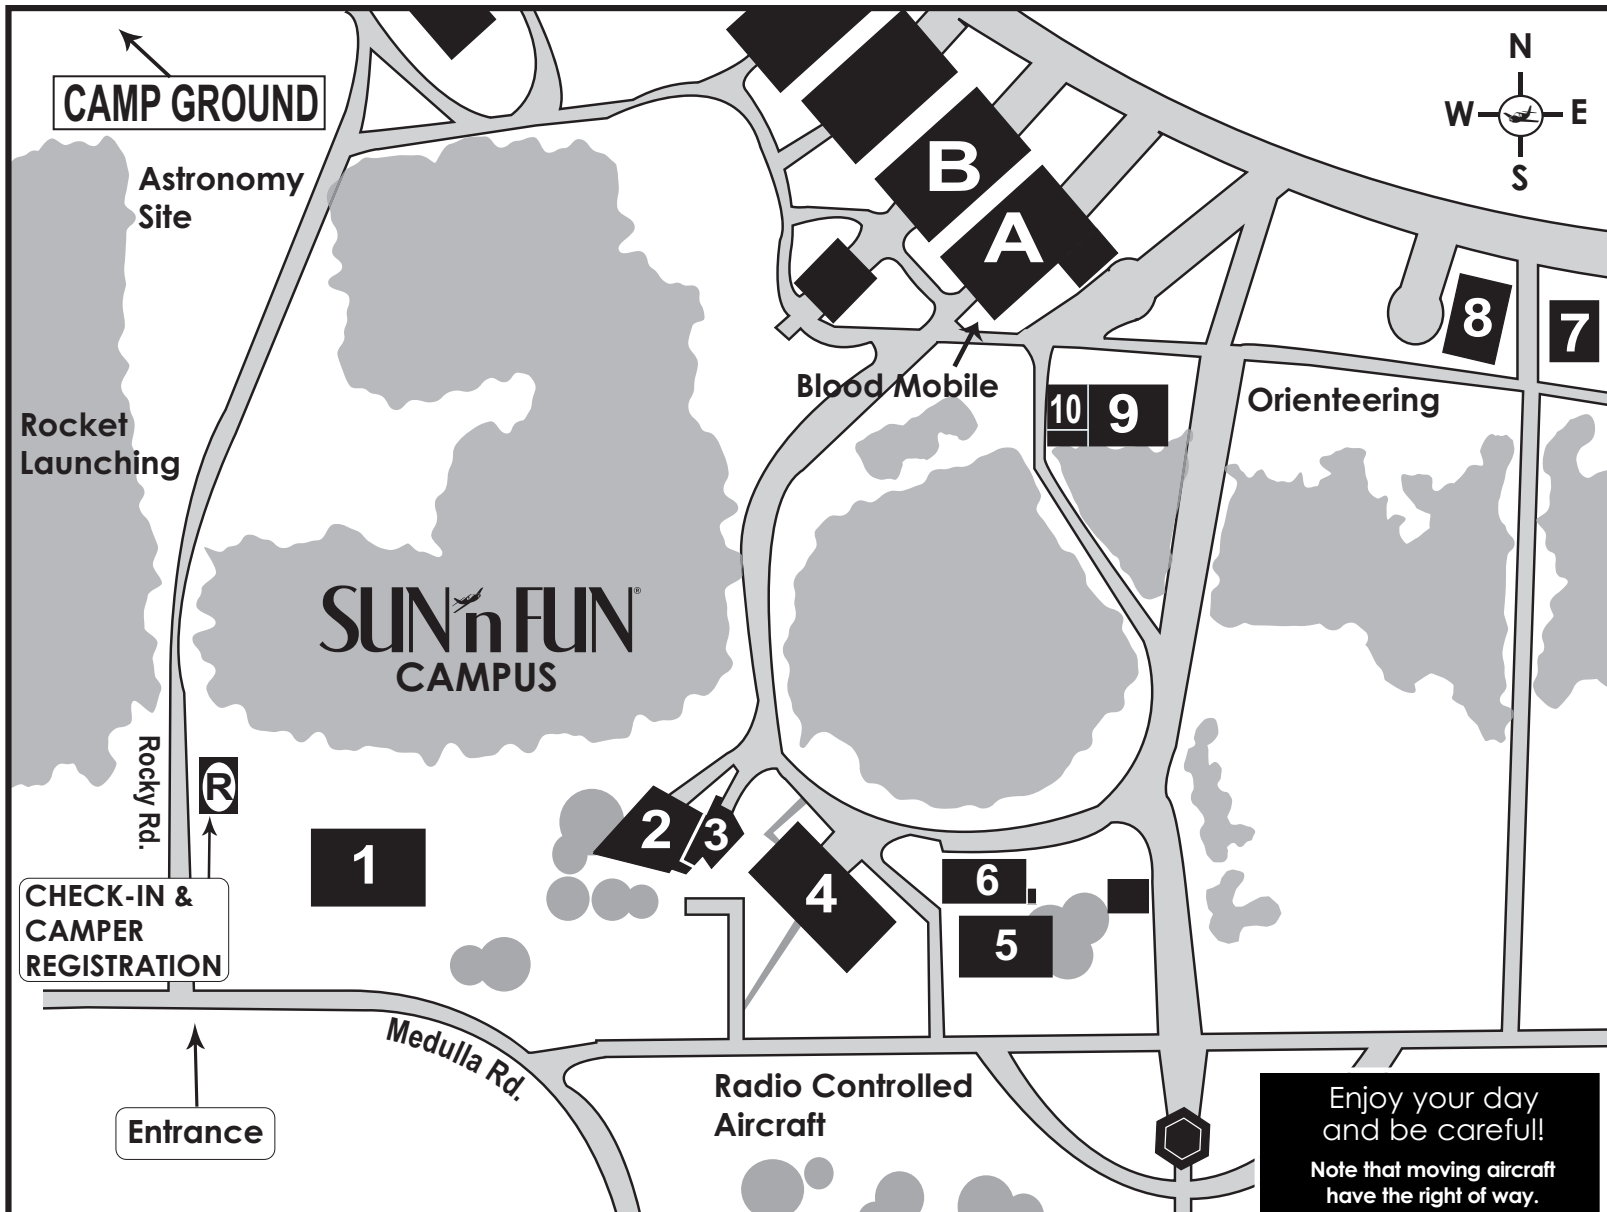 CAMP GROUND
N
W
E
S
Astronomy
Site
B
A
8
7
Blood Mobile
10
9
Orienteering
Rocket
Launching
SUN 'n FUN®
CAMPUS
Rocky Rd.
R
1
2
3
4
6
5
CHECK-IN &
CAMPER
REGISTRATION
Medulla Rd.
Entrance
Radio Controlled
Aircraft
Enjoy your day
and be careful!
Note that moving aircraft
have the right of way.